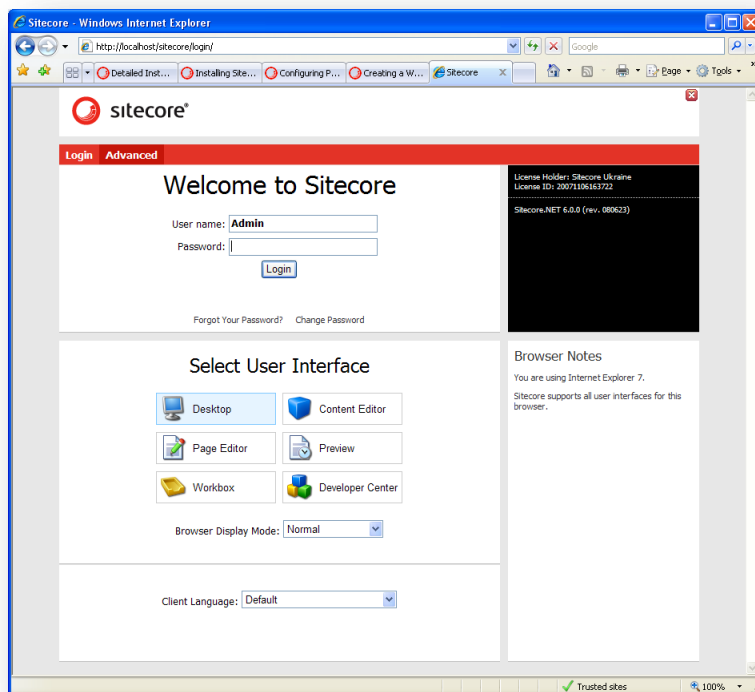 Sitecore - Windows Internet Explorer
http://localhost/sitecore/login/
Google
Detailed Inst...
Installing Site...
Configuring P...
Creating a W...
Sitecore
Page
Tools
sitecore®
Login Advanced
Welcome to Sitecore
User name: Admin
Password:
Login
Forgot Your Password? Change Password
License Holder: Sitecore Ukraine
License ID: 20071106163722
Sitecore.NET 6.0.0 (rev. 080623)
Select User Interface
Desktop
Content Editor
Page Editor
Preview
Workbox
Developer Center
Browser Display Mode: Normal
Client Language: Default
Browser Notes
You are using Internet Explorer 7.
Sitecore supports all user interfaces for this
browser.
Trusted sites
100%